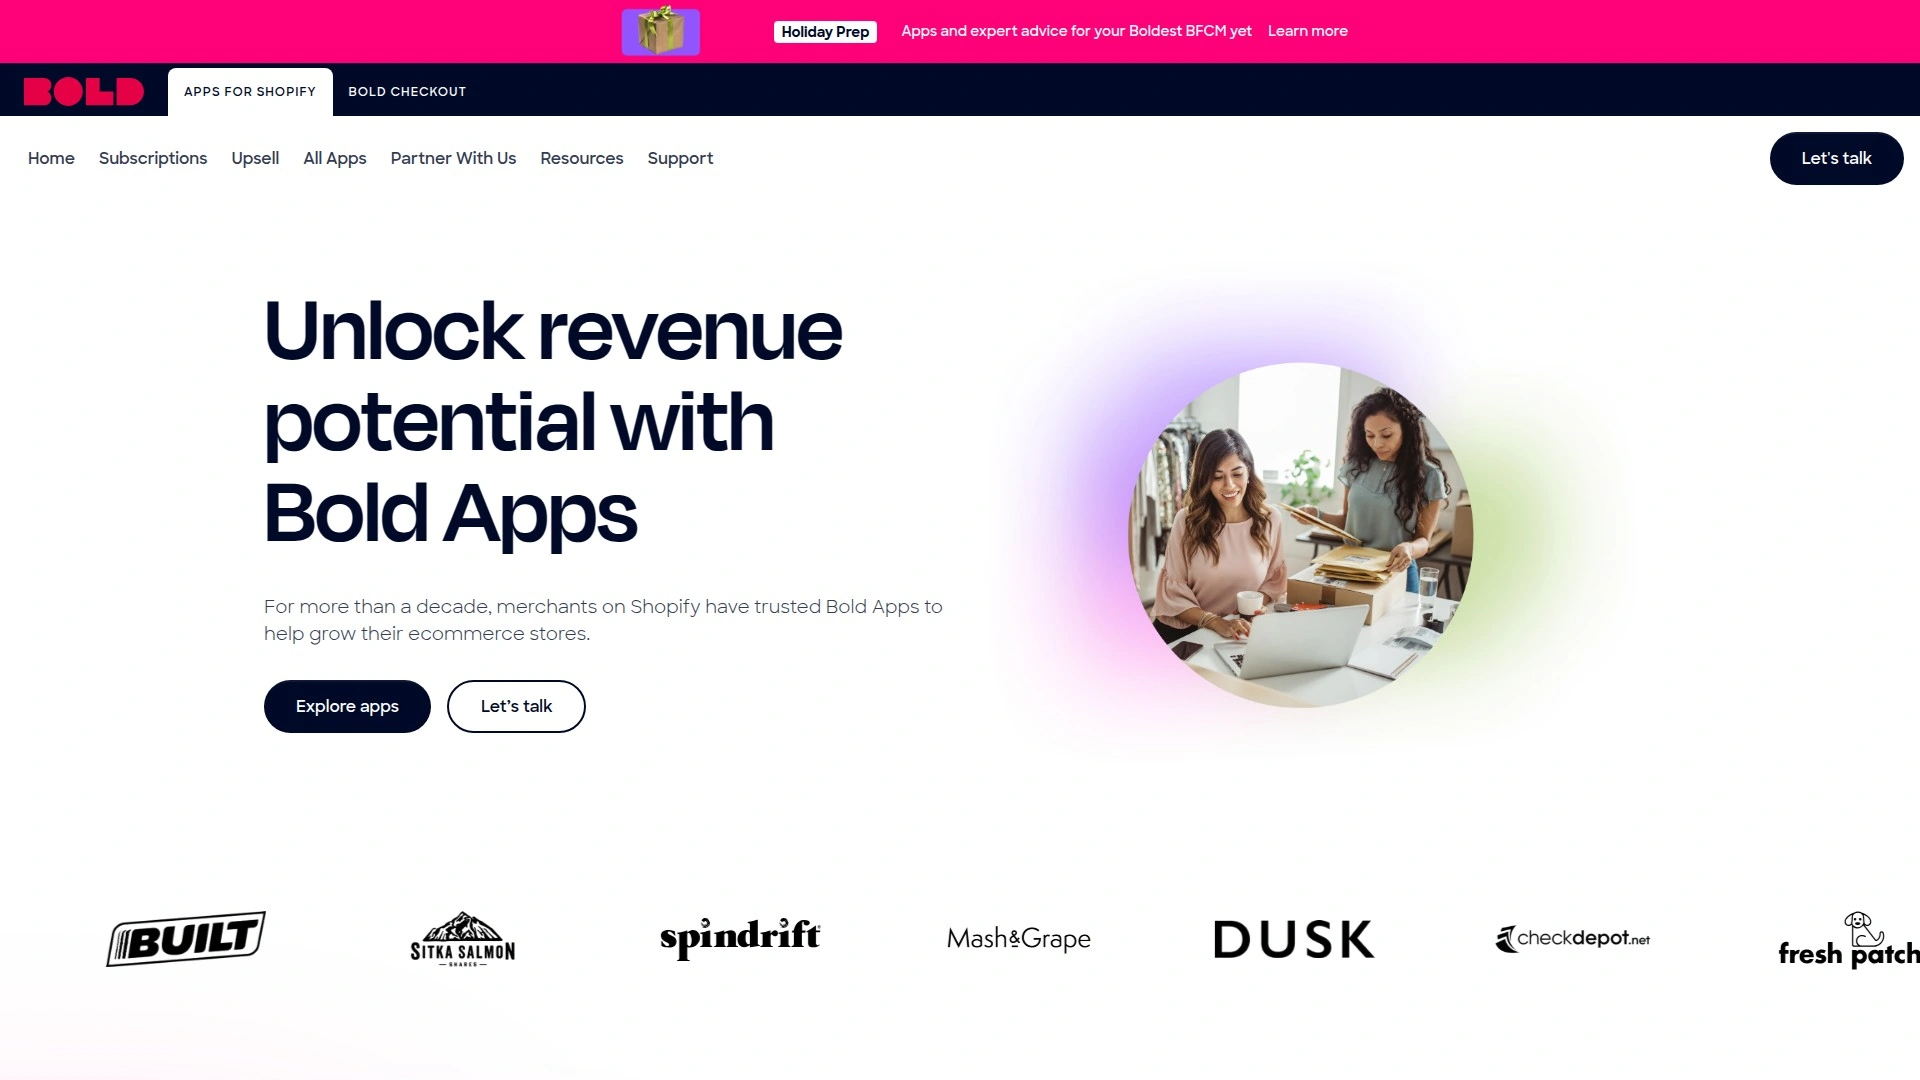 Holiday Prep Apps and expert advice for your Boldest BFCM yet Learn more
BOLD APPS FOR SHOPIFY BOLD CHECKOUT
Home Subscriptions Upsell All Apps Partner With Us Resources Support Let's talk
Unlock revenue
potential with
Bold Apps
For more than a decade, merchants on Shopify have trusted Bold Apps to
help grow their ecommerce stores.
Explore apps Let’s talk
BUILT
SITKA SALMON
SHARES
spindrift
Mash&Grape
DUSK
checkdepot.net
fresh patch